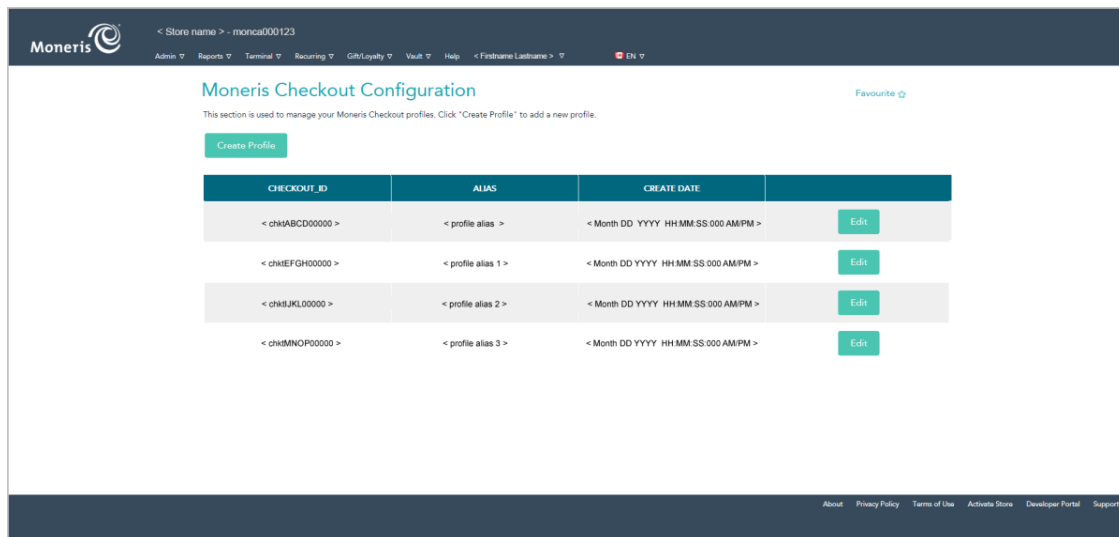 < Store name > - monca000123
Moneris
Admin Reports Terminal Recurring Gift/Loyalty Vault Help < Firstname Lastname > EN
Moneris Checkout Configuration
Favourite
This section is used to manage your Moneris Checkout profiles. Click "Create Profile" to add a new profile.
Create Profile
CHECKOUT_ID ALIAS CREATE DATE
< chktABCD00000 > < profile alias > < Month DD YYYY HH:MM:SS:000 AM/PM > Edit
< chktEFGH00000 > < profile alias 1 > < Month DD YYYY HH:MM:SS:000 AM/PM > Edit
< chktIJKL00000 > < profile alias 2 > < Month DD YYYY HH:MM:SS:000 AM/PM > Edit
< chktMNOP00000 > < profile alias 3 > < Month DD YYYY HH:MM:SS:000 AM/PM > Edit
About Privacy Policy Terms of Use Activate Store Developer Portal Support